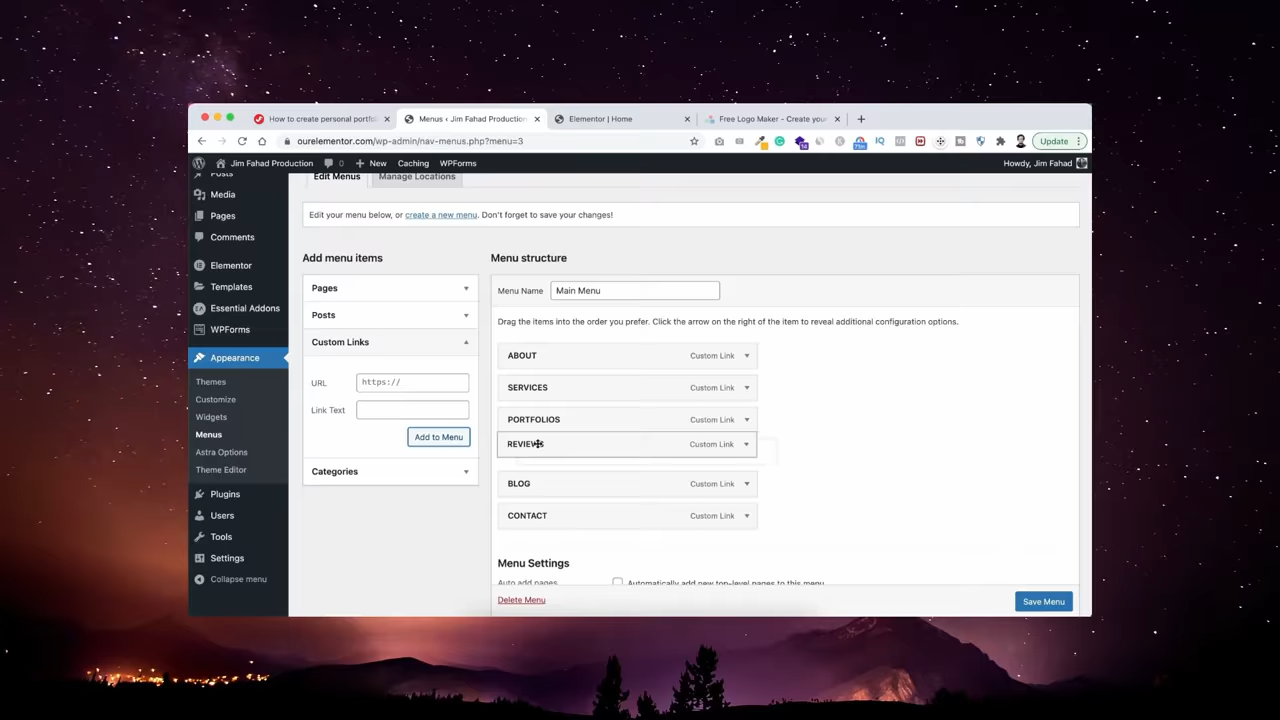 How to create personal portfo
Menus ‹ Jim Fahad Production
Elementor | Home
Free Logo Maker - Create your
ourelementor.com/wp-admin/nav-menus.php?menu=3
Update
Jim Fahad Production
0
+ New
Caching
WPForms
Howdy, Jim Fahad
Posts
Media
Pages
Comments
Elementor
Templates
Essential Addons
WPForms
Appearance
Themes
Customize
Widgets
Menus
Astra Options
Theme Editor
Plugins
Users
Tools
Settings
Collapse menu
Edit Menus
Manage Locations
Edit your menu below, or create a new menu. Don't forget to save your changes!
Add menu items
Pages
Posts
Custom Links
URL
https://
Link Text
Add to Menu
Categories
Menu structure
Menu Name
Main Menu
Drag the items into the order you prefer. Click the arrow on the right of the item to reveal additional configuration options.
ABOUT Custom Link
SERVICES Custom Link
PORTFOLIOS Custom Link
REVIEWS Custom Link
BLOG Custom Link
CONTACT Custom Link
Menu Settings
Auto add pages
Automatically add new top-level pages to this menu
Delete Menu
Save Menu